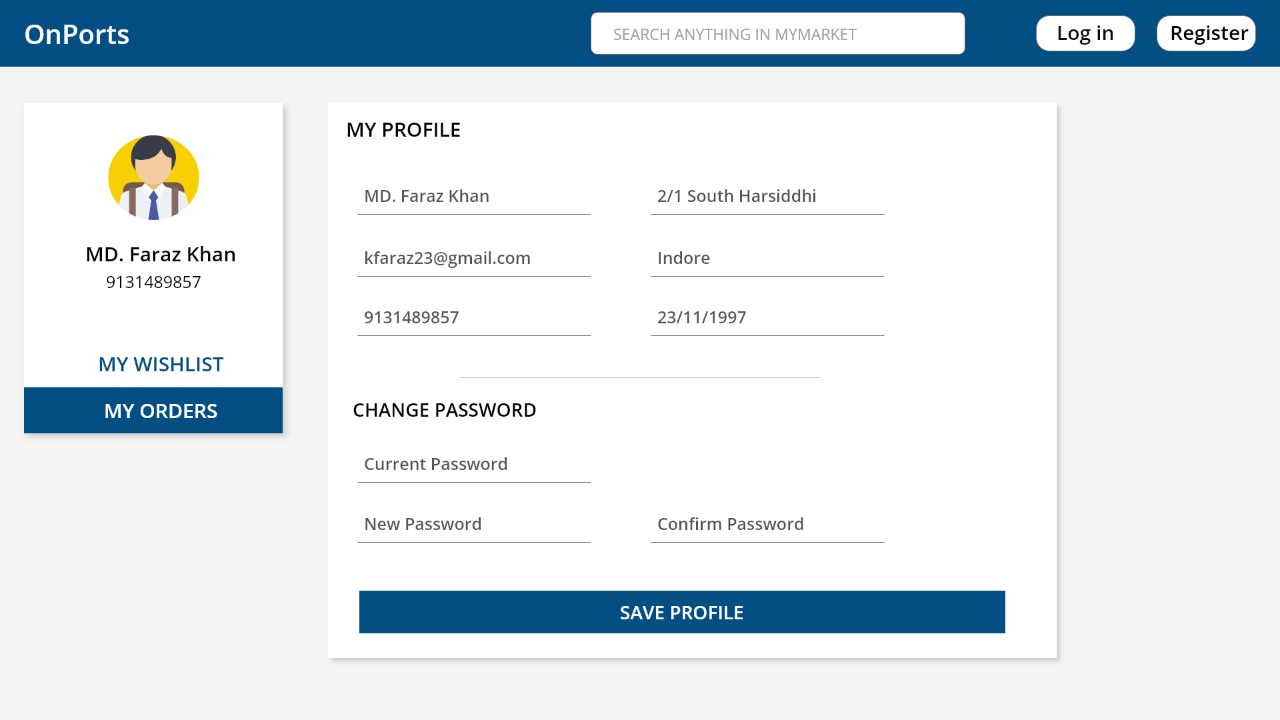 OnPorts
SEARCH ANYTHING IN MYMARKET
Log in
Register
MD. Faraz Khan
9131489857
MY WISHLIST
MY ORDERS
MY PROFILE
MD. Faraz Khan
2/1 South Harsiddhi
kfaraz23@gmail.com
Indore
9131489857
23/11/1997
CHANGE PASSWORD
Current Password
New Password
Confirm Password
SAVE PROFILE